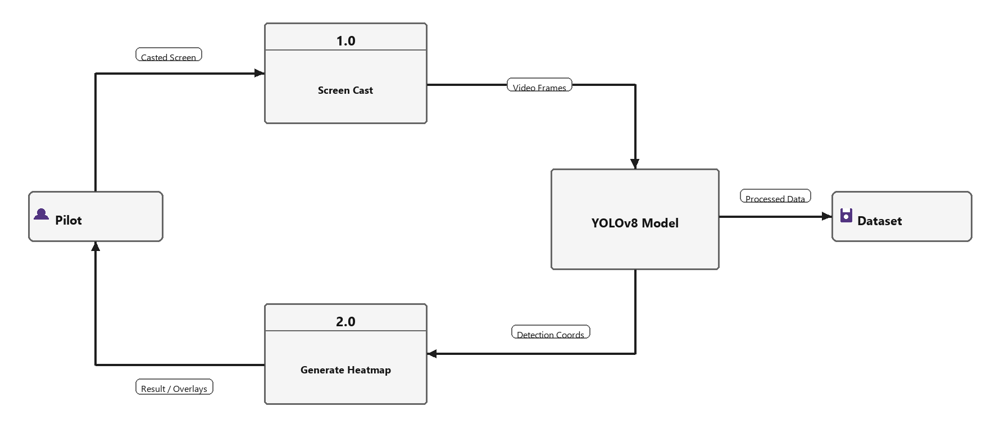 1.0
Casted Screen
Screen Cast
Video Frames
Pilot
YOLOv8 Model
Processed Data
Dataset
2.0
Detection Coords
Generate Heatmap
Result / Overlays